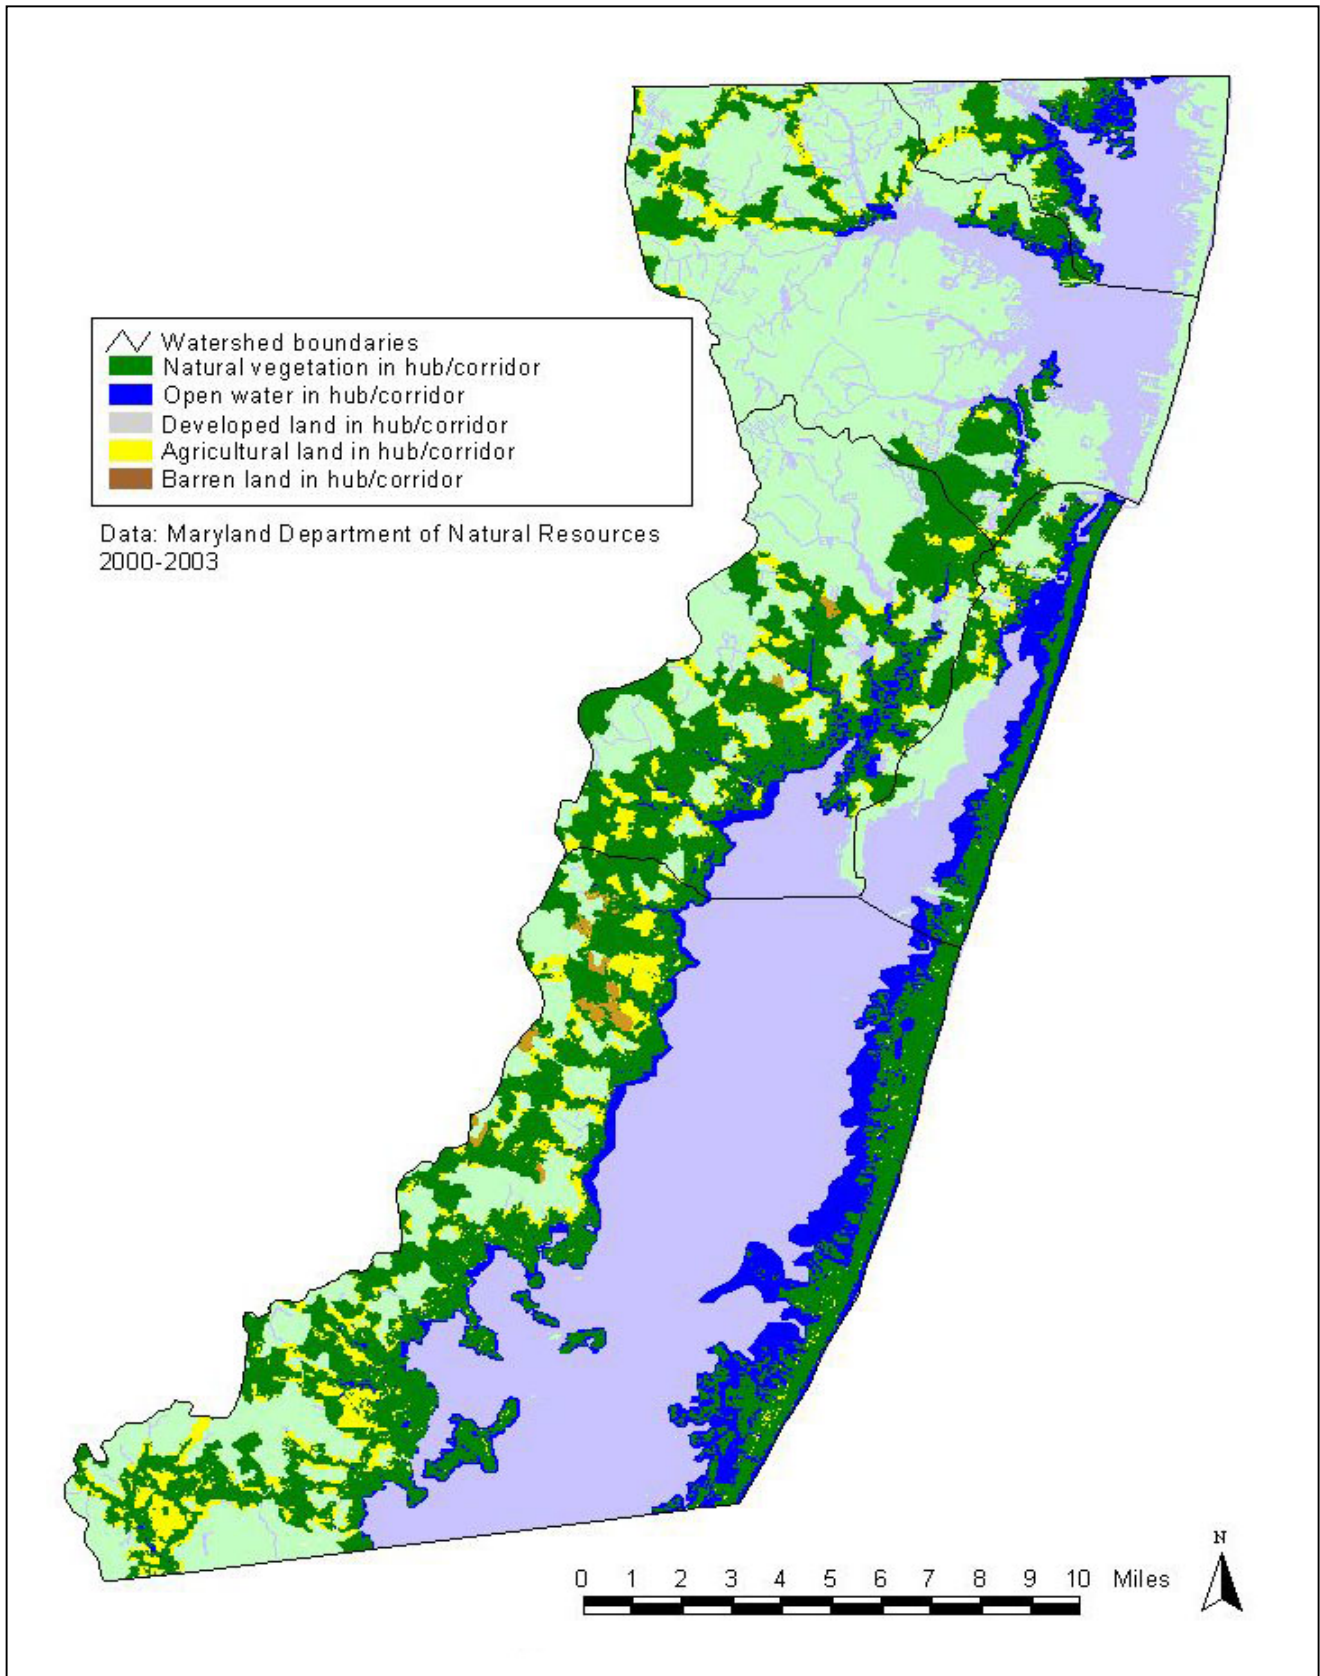 Watershed boundaries
Natural vegetation in hub/corridor
Open water in hub/corridor
Developed land in hub/corridor
Agricultural land in hub/corridor
Barren land in hub/corridor
Data: Maryland Department of Natural Resources
2000-2003
N
0 1 2 3 4 5 6 7 8 9 10 Miles